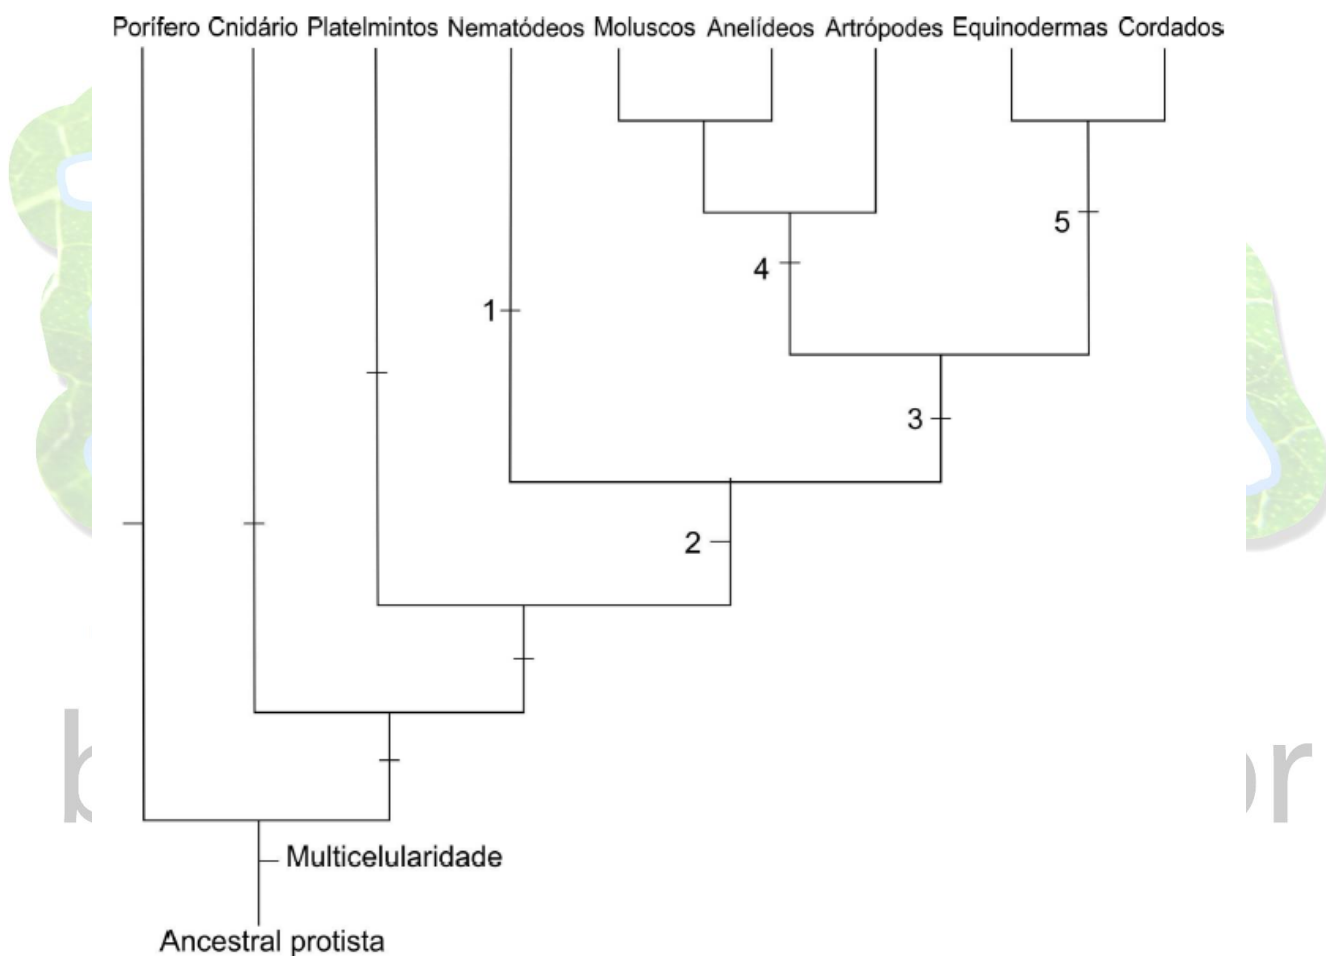 Porífero Cnidário Platelmintos Nematódeos Moluscos Anelídeos Artrópodes Equinodermas Cordados
5
4
1
3
2
Multicelularidade
Ancestral protista